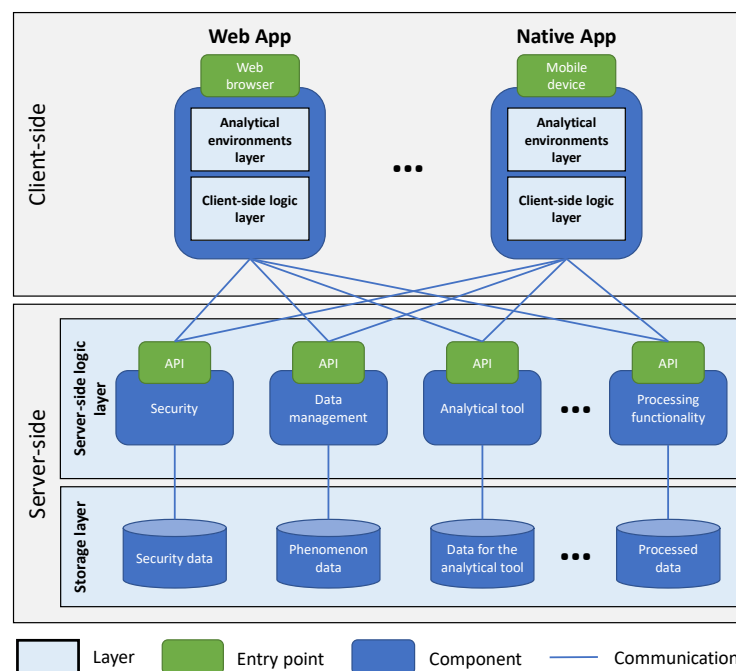 Web App
Native App
Web
browser
Mobile
device
Client-side
Analytical
environments
layer
Analytical
environments
layer
...
Client-side logic
layer
Client-side logic
layer
Server-side
Server-side logic
layer
API
API
API
API
Security
Data
management
Analytical tool
...
Processing
functionality
Storage layer
Security data
Phenomenon
data
Data for the
analytical tool
...
Processed
data
Layer
Entry point
Component
Communication